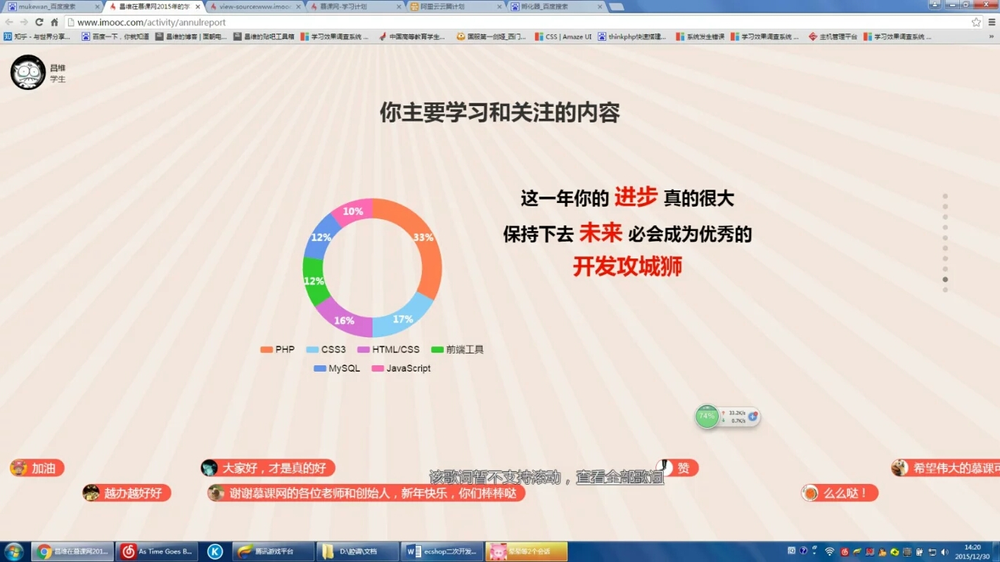 mukewan_百度搜索
昌维在慕课网2015年的学
view-source:www.imooc
慕课网-学习计划
阿里云云翼计划
孵化器_百度搜索
www.imooc.com/activity/annulreport
知乎 - 与世界分享...
百度一下，你就知道
昌维的博客 | 面朝电...
昌维的贴吧工具箱
学习效果调查系统 ...
中国高等教育学生...
国服第一剑姬_西门...
CSS | Amaze UI
thinkphp快速搭建...
系统发生错误
学习效果调查系统 ...
主机管理平台
学习效果调查系统 ...
昌维
学生
你主要学习和关注的内容
这一年你的 进步 真的很大
保持下去 未来 必会成为优秀的
开发攻城狮
10%
33%
12%
12%
16%
17%
PHP CSS3 HTML/CSS 前端工具
MySQL JavaScript
74%
33.2K/s
0.7K/s
加油
大家好，才是真的好
赞
希望伟大的慕课
该歌词暂不支持滚动，查看全部歌词
越办越好好
谢谢慕课网的各位老师和创始人，新年快乐，你们棒棒哒
么么哒！
昌维在慕课网201...
As Time Goes B...
腾讯游戏平台
ecshop二次开发...
等2个会话
14:20
2015/12/30